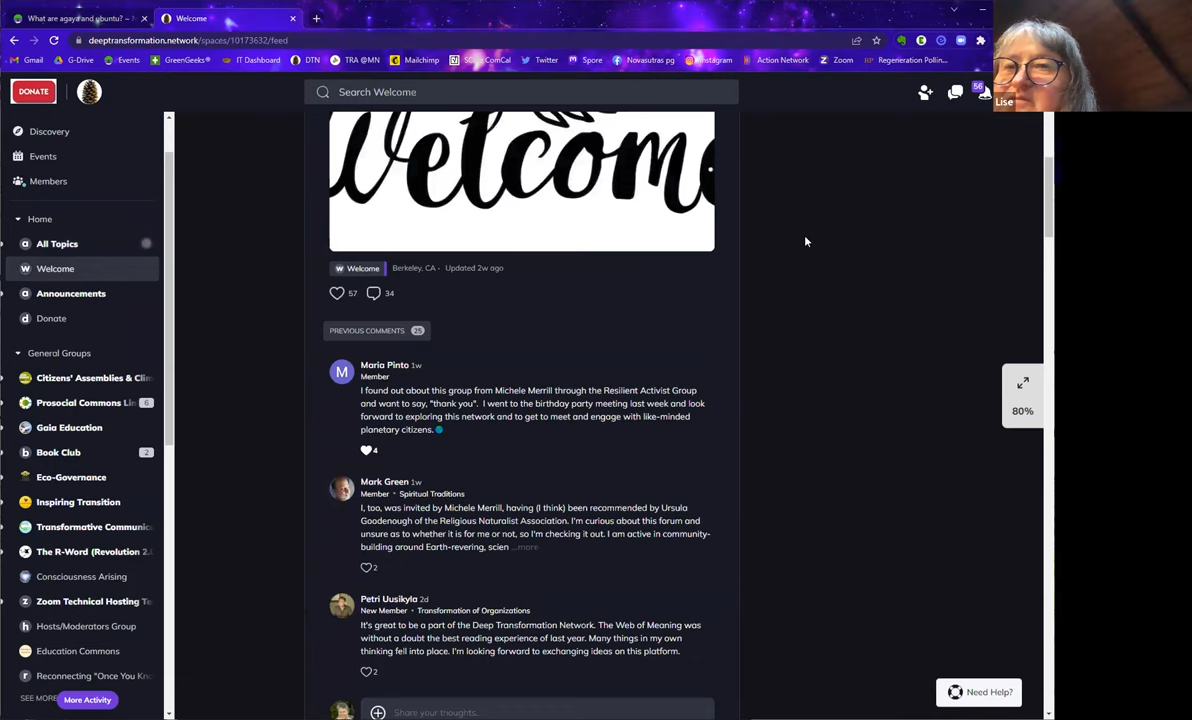 What are agaya and ubuntu? – N
Welcome
deeptransformation.network/spaces/10173632/feed
Gmail G-Drive Events GreenGeeks® IT Dashboard DTN TRA @MN Mailchimp Twitter Spore Novasutras pg Instagram Action Network Zoom Regeneration Pollin...
Lise
DONATE
Search Welcome
56
Discovery
Events
Members
Home
All Topics
Welcome
Announcements
Donate
General Groups
Citizens' Assemblies & Clim
Prosocial Commons Lin 6
Gaia Education
Book Club 2
Eco-Governance
Inspiring Transition
Transformative Communic
The R-Word (Revolution 2.0
Consciousness Arising
Zoom Technical Hosting Te
Hosts/Moderators Group
Education Commons
Reconnecting "Once You Kno
SEE MORE
More Activity
Welcome
W Welcome Berkeley, CA · Updated 2w ago
57 34
PREVIOUS COMMENTS 25
M
Maria Pinto 1w
Member
I found out about this group from Michele Merrill through the Resilient Activist Group
and want to say, "thank you". I went to the birthday party meeting last week and look
forward to exploring this network and to get to meet and engage with like-minded
planetary citizens.
4
Mark Green 1w
Member • Spiritual Traditions
I, too, was invited by Michele Merrill, having (I think) been recommended by Ursula
Goodenough of the Religious Naturalist Association. I'm curious about this forum and
unsure as to whether it is for me or not, so I'm checking it out. I am active in community-
building around Earth-revering, scien ...more
2
Petri Uusikyla 2d
New Member • Transformation of Organizations
It's great to be a part of the Deep Transformation Network. The Web of Meaning was
without a doubt the best reading experience of last year. Many things in my own
thinking fell into place. I'm looking forward to exchanging ideas on this platform.
2
Share your thoughts...
80%
Need Help?